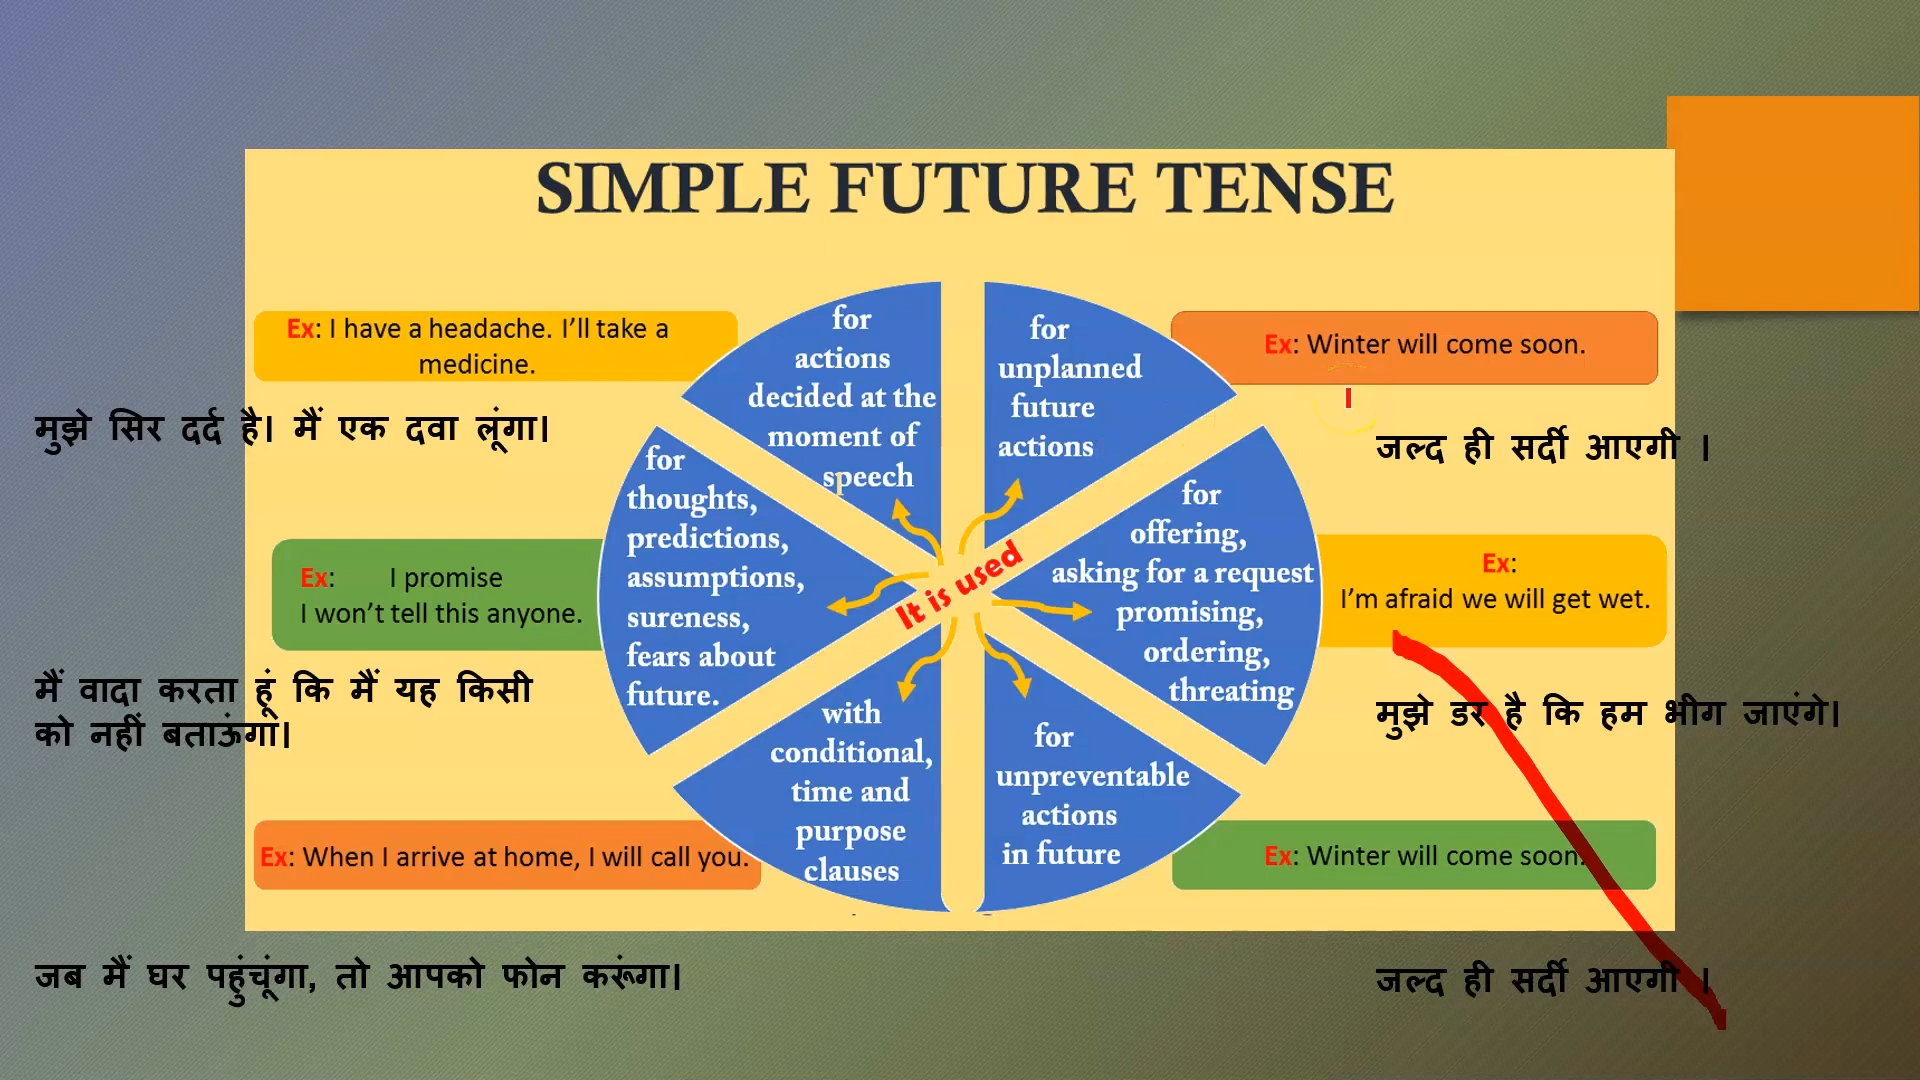 SIMPLE FUTURE TENSE
Ex: I have a headache. I'll take a
medicine.
मुझे सिर दर्द है। मैं एक दवा लूंगा।
for
actions
decided at the
moment of
speech
for
unplanned
future
actions
Ex: Winter will come soon.
जल्द ही सर्दी आएगी ।
Ex: I promise
I won't tell this anyone.
मैं वादा करता हूं कि मैं यह किसी
को नहीं बताऊंगा।
for
thoughts,
predictions,
assumptions,
sureness,
fears about
future.
It is used
for
offering,
asking for a request
promising,
ordering,
threating
Ex:
I'm afraid we will get wet.
मुझे डर है कि हम भीग जाएंगे।
Ex: When I arrive at home, I will call you.
जब मैं घर पहुंचूंगा, तो आपको फोन करूंगा।
with
conditional,
time and
purpose
clauses
for
unpreventable
actions
in future
Ex: Winter will come soon.
जल्द ही सर्दी आएगी ।